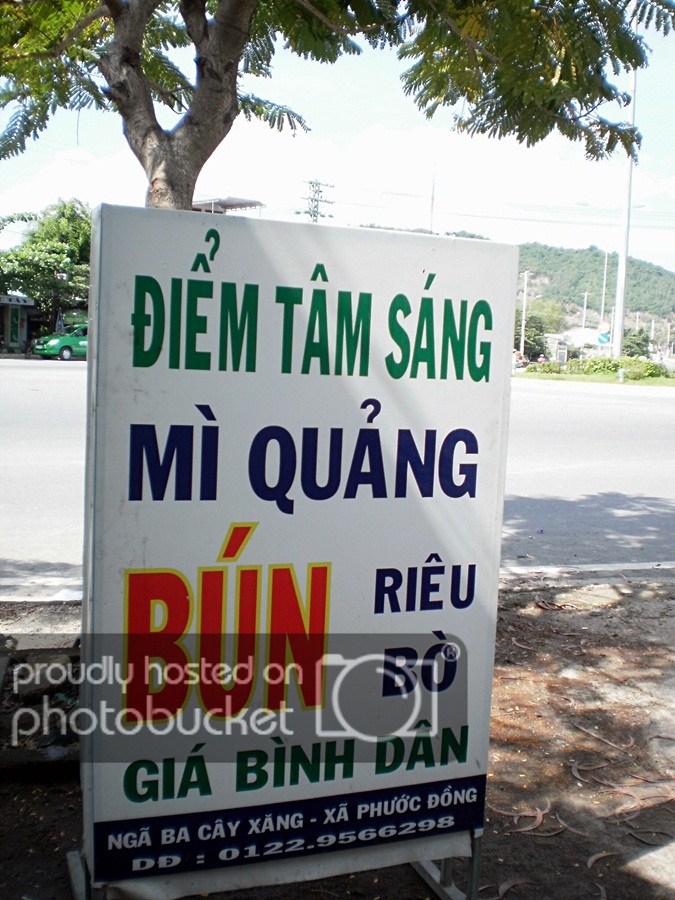 ĐIỂM TÂM SÁNG
MÌ QUẢNG
BÚN RIÊU
BÒ
GIÁ BÌNH DÂN
NGÃ BA CÂY XĂNG - XÃ PHƯỚC ĐỒNG
DĐ : 0122.9566298
proudly hosted on
photobucket®